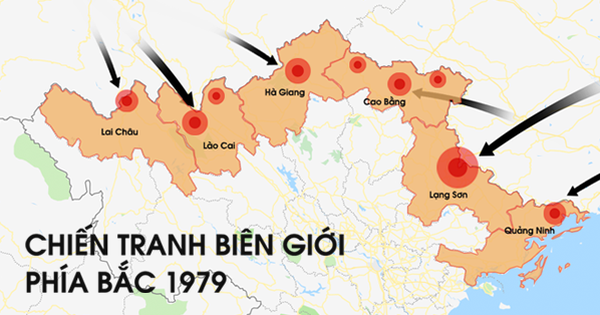 Hà Giang
Cao Bằng
Lai Châu
Lào Cai
Lạng Sơn
Quảng Ninh
CHIẾN TRANH BIÊN GIỚI
PHÍA BẮC 1979